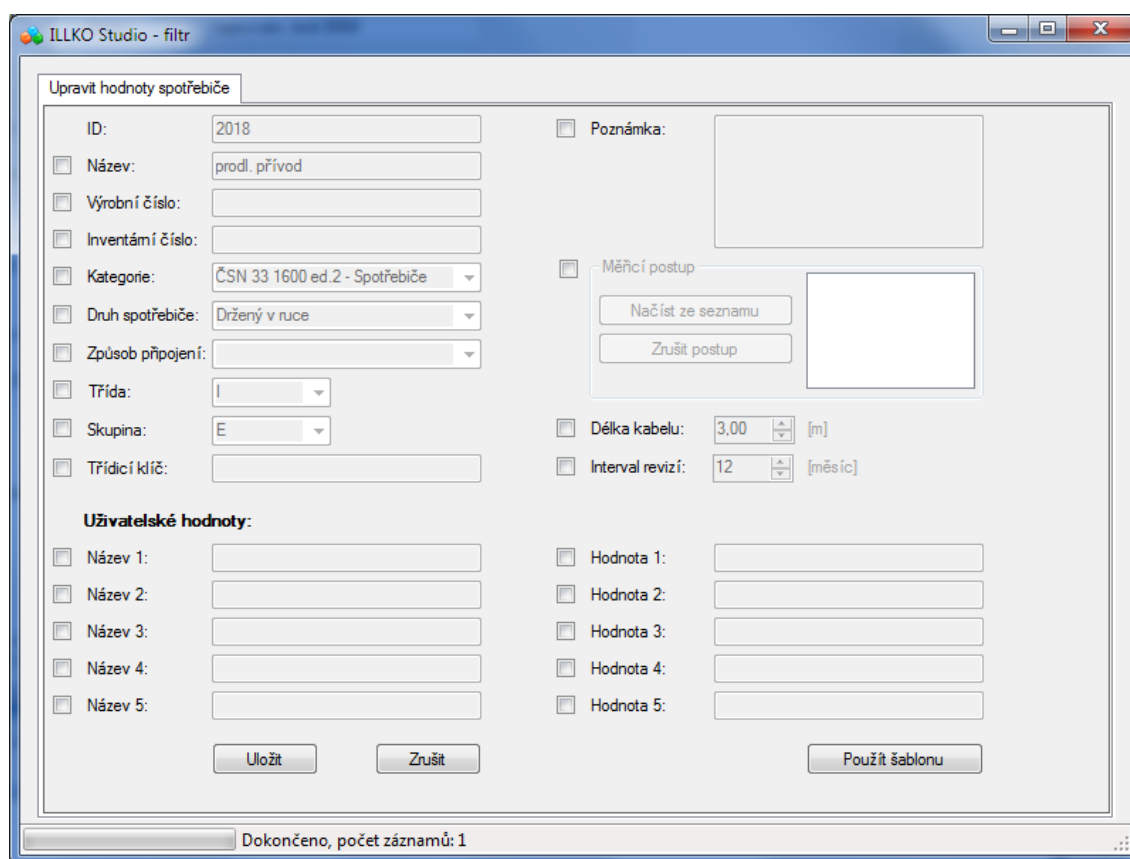 ILLKO Studio - filtr
Upravit hodnoty spotřebiče
ID: 2018
Název: prodl. přívod
Výrobní číslo:
Inventární číslo:
Kategorie: ČSN 33 1600 ed.2 - Spotřebiče
Druh spotřebiče: Držený v ruce
Způsob připojení:
Třída: I
Skupina: E
Třídicí klíč:
Poznámka:
Měřicí postup
Načíst ze seznamu
Zrušit postup
Délka kabelu: 3,00 [m]
Interval revizí: 12 [měsíc]
Uživatelské hodnoty:
Název 1:
Název 2:
Název 3:
Název 4:
Název 5:
Hodnota 1:
Hodnota 2:
Hodnota 3:
Hodnota 4:
Hodnota 5:
Uložit
Zrušit
Použít šablonu
Dokončeno, počet záznamů: 1